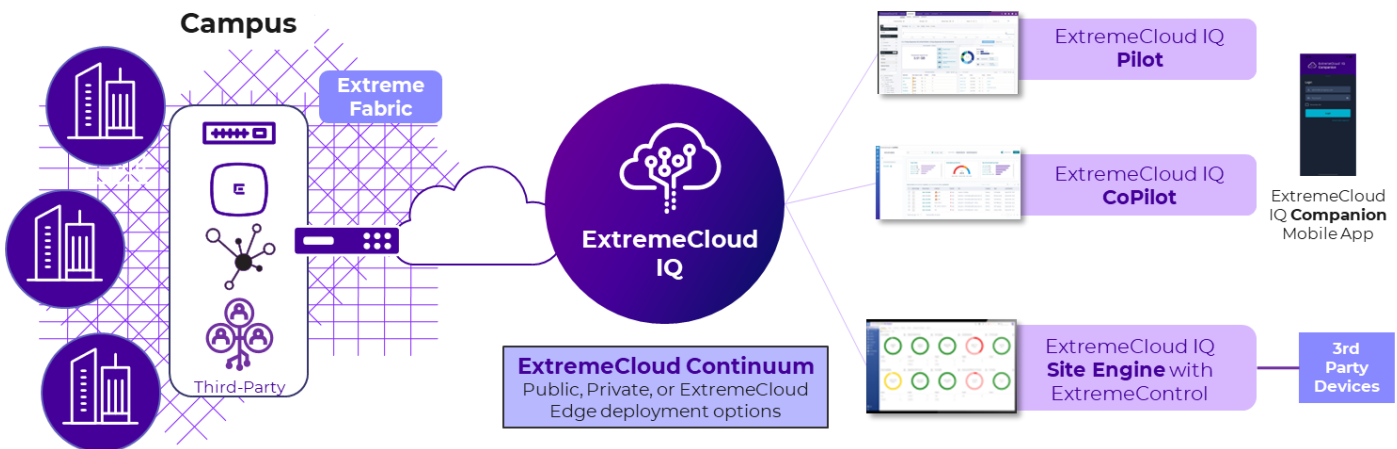 Campus
Extreme
Fabric
Third-Party
ExtremeCloud
IQ
ExtremeCloud Continuum
Public, Private, or ExtremeCloud
Edge deployment options
ExtremeCloud IQ
Pilot
ExtremeCloud IQ
CoPilot
ExtremeCloud IQ
Site Engine with
ExtremeControl
3rd
Party
Devices
ExtremeCloud
IQ Companion
Mobile App